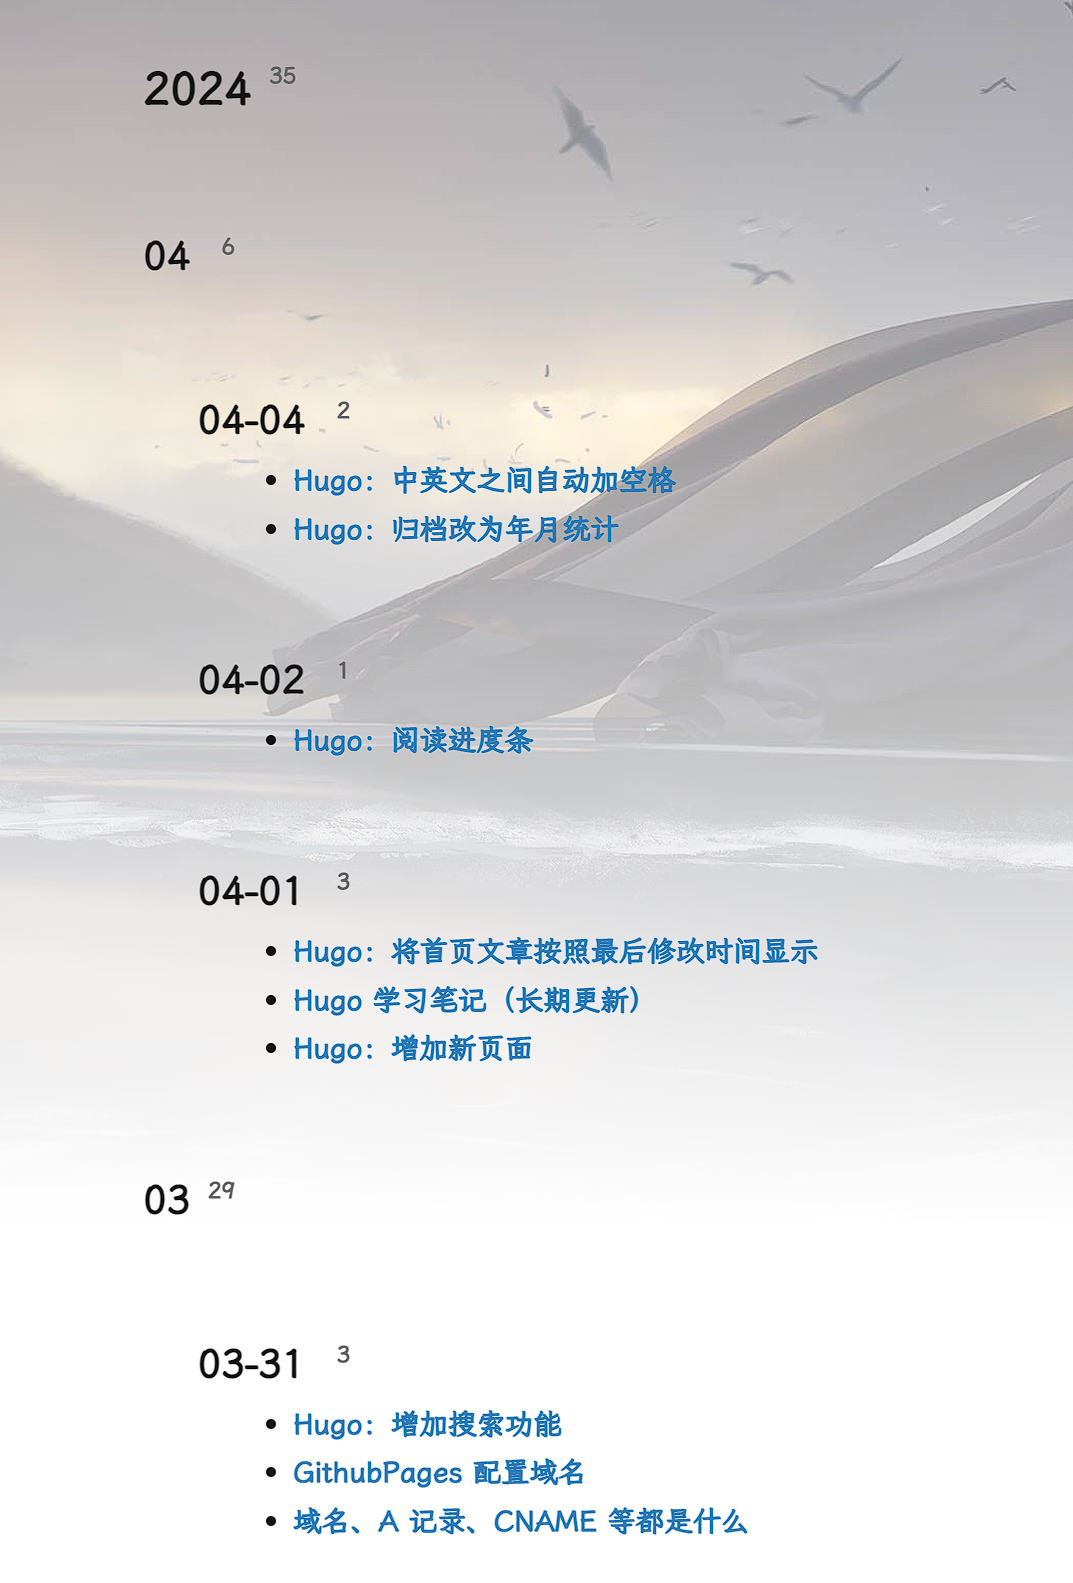 2024 35
04 6
04-04 2
Hugo：中英文之间自动加空格
Hugo：归档改为年月统计
04-02 1
Hugo：阅读进度条
04-01 3
Hugo：将首页文章按照最后修改时间显示
Hugo 学习笔记（长期更新）
Hugo：增加新页面
03 29
03-31 3
Hugo：增加搜索功能
GithubPages 配置域名
域名、A 记录、CNAME 等都是什么